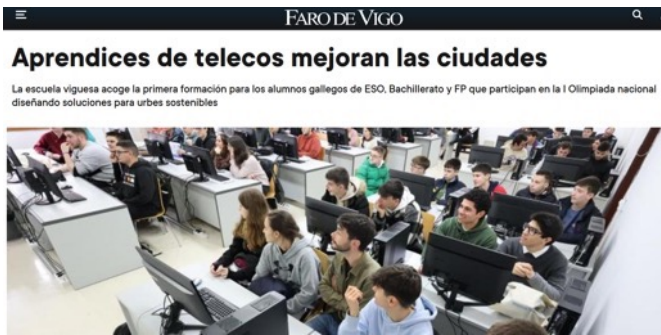 FARO DE VIGO
Aprendices de telecos mejoran las ciudades
La escuela viguesa acoge la primera formación para los alumnos gallegos de ESO, Bachillerato y FP que participan en la I Olimpiada nacional
diseñando soluciones para urbes sostenibles